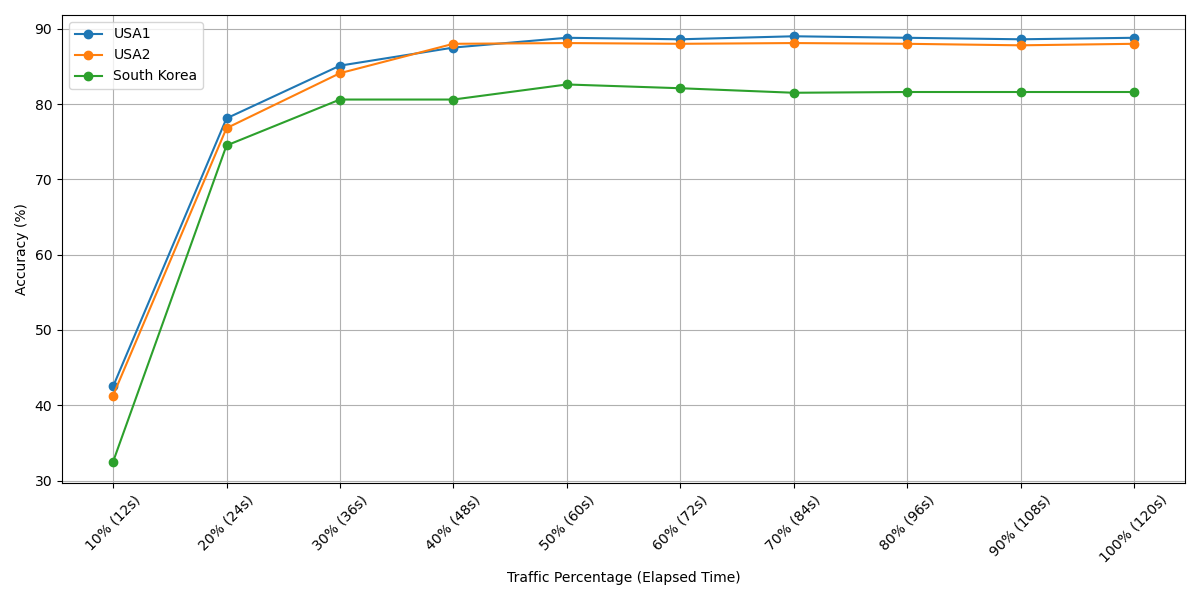 USA1
USA2
South Korea
90
80
70
60
50
40
30
Accuracy (%)
10% (12s)
20% (24s)
30% (36s)
40% (48s)
50% (60s)
60% (72s)
70% (84s)
80% (96s)
90% (108s)
100% (120s)
Traffic Percentage (Elapsed Time)